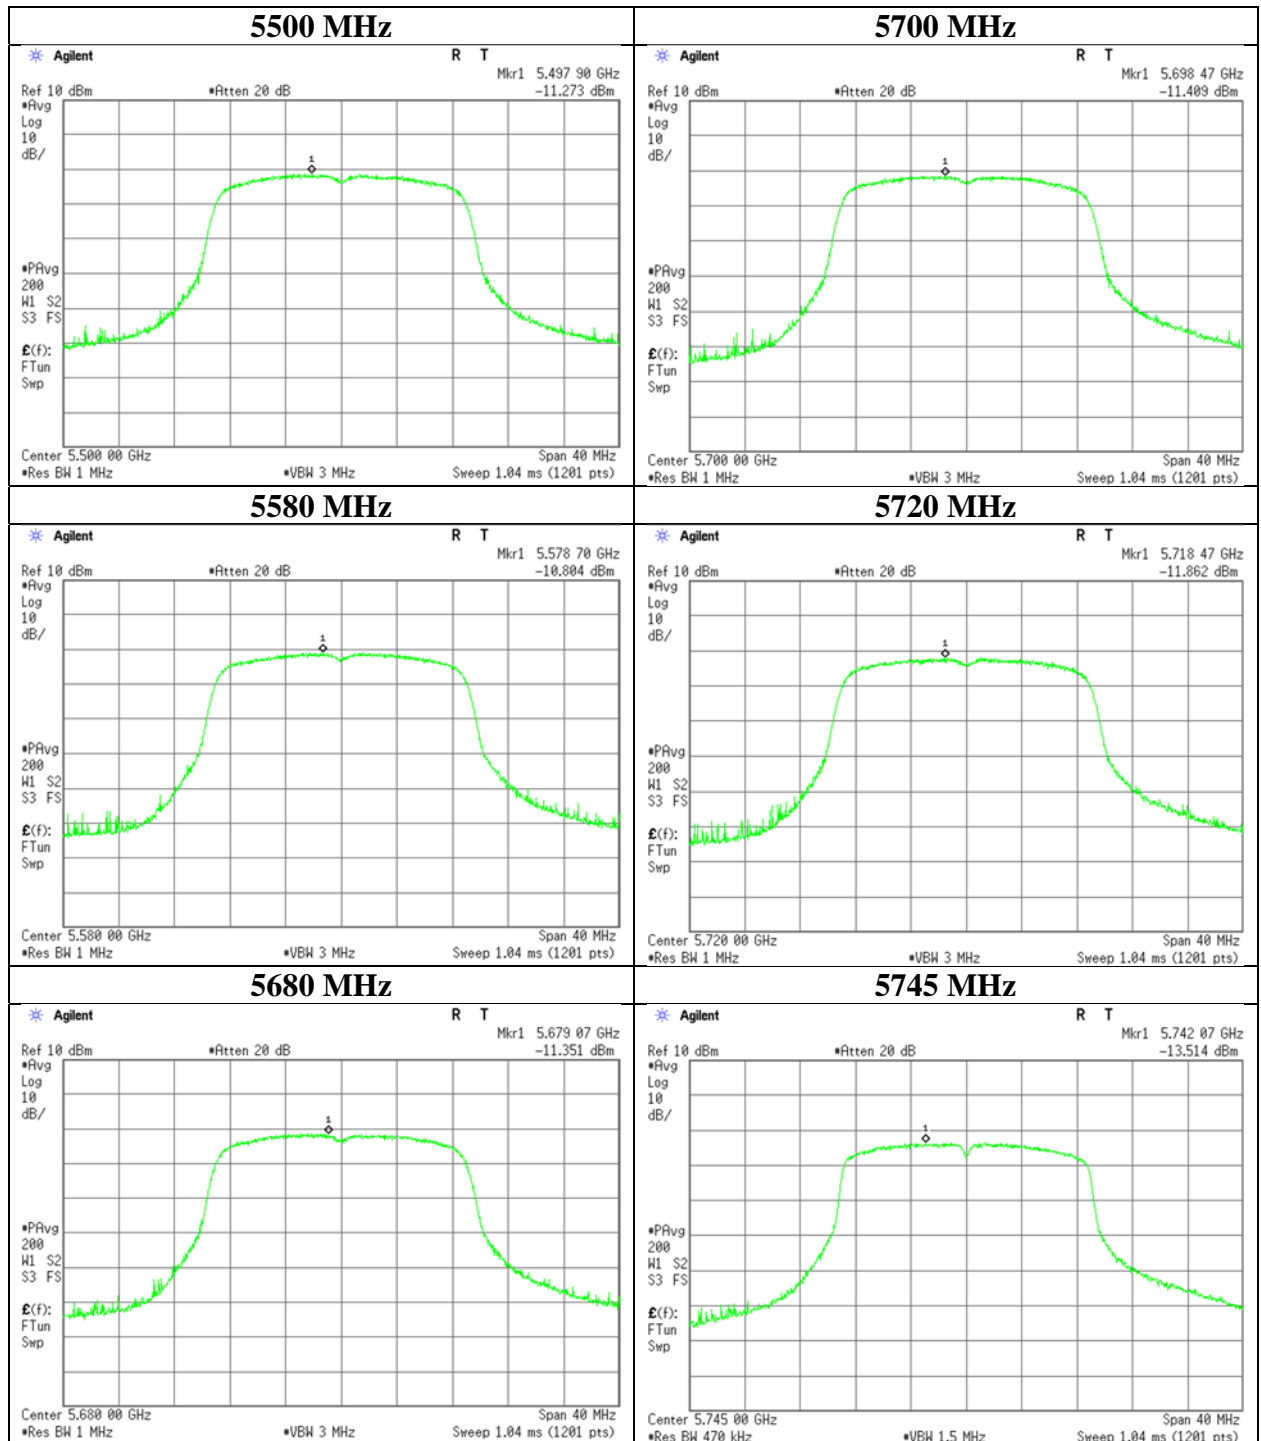 5500 MHz
Agilent R T
Mkr1 5.497 90 GHz
Ref 10 dBm *Atten 20 dB -11.273 dBm
*Avg
Log
10
dB/
1
*PAvg
200
W1 S2
S3 FS
£(f):
FTun
Swp
Center 5.500 00 GHz Span 40 MHz
*Res BW 1 MHz *VBW 3 MHz Sweep 1.04 ms (1201 pts)
5700 MHz
Agilent R T
Mkr1 5.698 47 GHz
Ref 10 dBm *Atten 20 dB -11.409 dBm
*Avg
Log
10
dB/
1
*PAvg
200
W1 S2
S3 FS
£(f):
FTun
Swp
Center 5.700 00 GHz Span 40 MHz
*Res BW 1 MHz *VBW 3 MHz Sweep 1.04 ms (1201 pts)
5580 MHz
Agilent R T
Mkr1 5.578 70 GHz
Ref 10 dBm *Atten 20 dB -10.804 dBm
*Avg
Log
10
dB/
1
*PAvg
200
W1 S2
S3 FS
£(f):
FTun
Swp
Center 5.580 00 GHz Span 40 MHz
*Res BW 1 MHz *VBW 3 MHz Sweep 1.04 ms (1201 pts)
5720 MHz
Agilent R T
Mkr1 5.718 47 GHz
Ref 10 dBm *Atten 20 dB -11.862 dBm
*Avg
Log
10
dB/
1
*PAvg
200
W1 S2
S3 FS
£(f):
FTun
Swp
Center 5.720 00 GHz Span 40 MHz
*Res BW 1 MHz *VBW 3 MHz Sweep 1.04 ms (1201 pts)
5680 MHz
Agilent R T
Mkr1 5.679 07 GHz
Ref 10 dBm *Atten 20 dB -11.351 dBm
*Avg
Log
10
dB/
1
*PAvg
200
W1 S2
S3 FS
£(f):
FTun
Swp
Center 5.680 00 GHz Span 40 MHz
*Res BW 1 MHz *VBW 3 MHz Sweep 1.04 ms (1201 pts)
5745 MHz
Agilent R T
Mkr1 5.742 07 GHz
Ref 10 dBm *Atten 20 dB -13.514 dBm
*Avg
Log
10
dB/
1
*PAvg
200
W1 S2
S3 FS
£(f):
FTun
Swp
Center 5.745 00 GHz Span 40 MHz
*Res BW 470 kHz *VBW 1.5 MHz Sweep 1.04 ms (1201 pts)